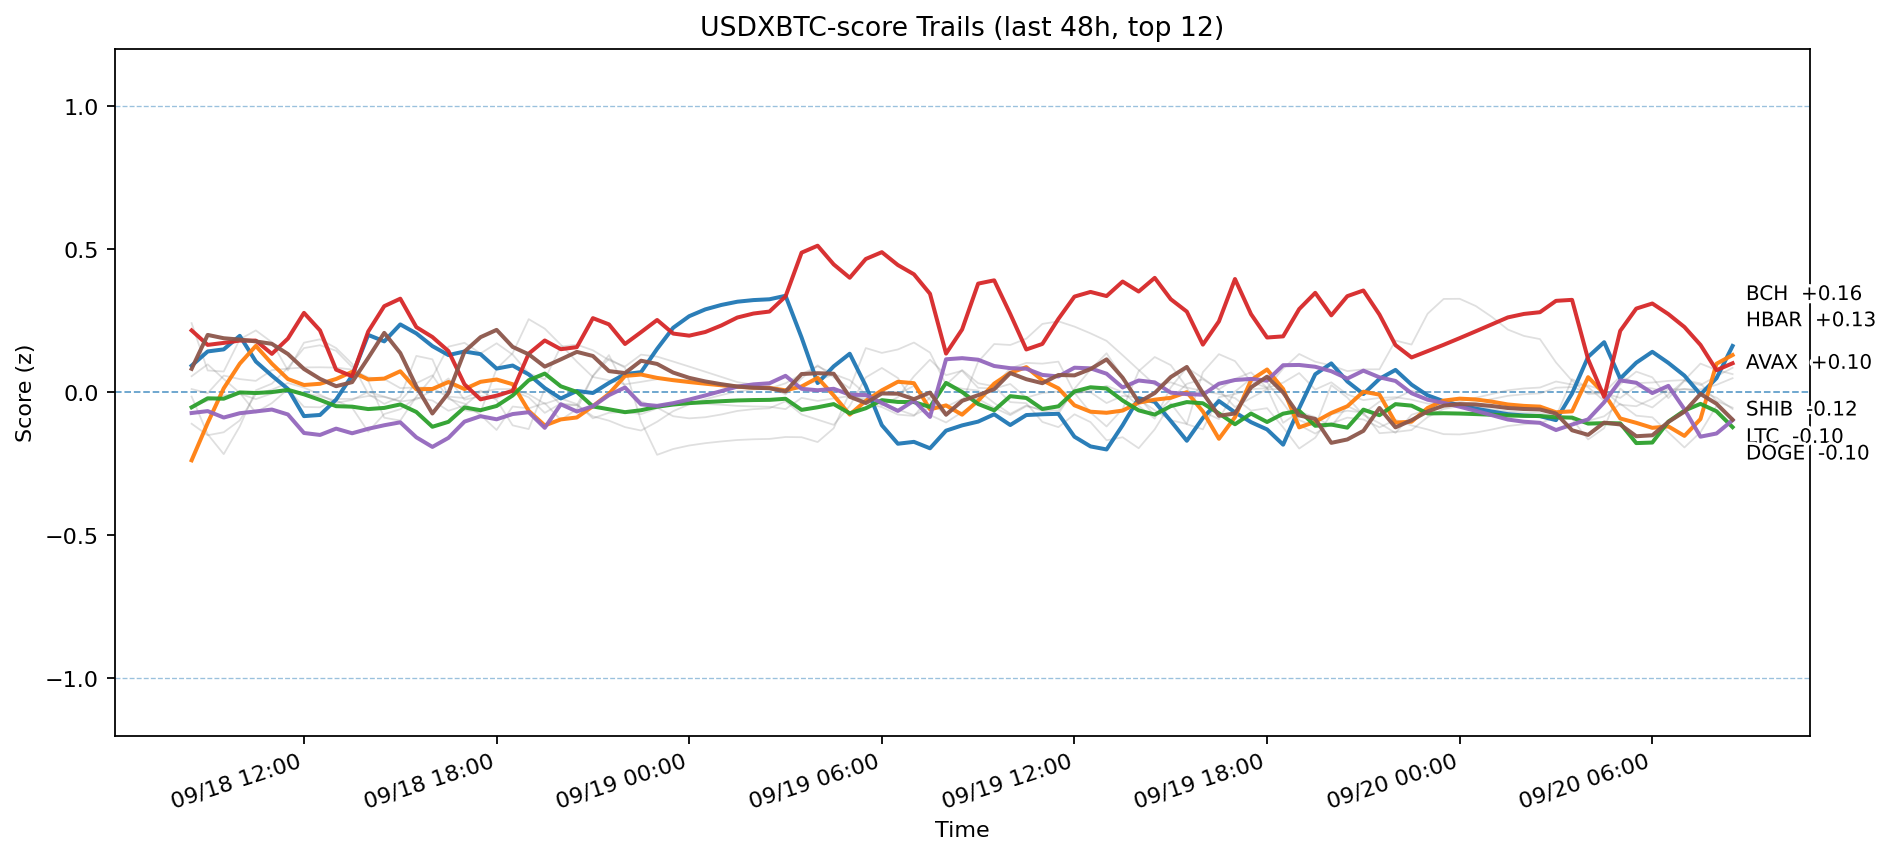 USDXBTC-score Trails (last 48h, top 12)
Score (z)
1.0
0.5
0.0
−0.5
−1.0
BCH +0.16
HBAR +0.13
AVAX +0.10
SHIB -0.12
LTC -0.10
DOGE -0.10
09/18 12:00
09/18 18:00
09/19 00:00
09/19 06:00
09/19 12:00
09/19 18:00
09/20 00:00
09/20 06:00
Time